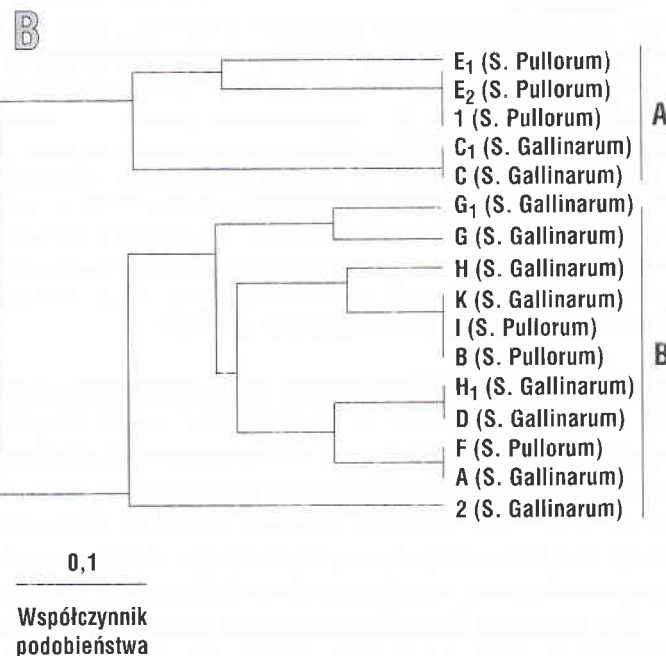 B
E₁ (S. Pullorum)
E₂ (S. Pullorum)
1 (S. Pullorum)
C₁ (S. Gallinarum)
C (S. Gallinarum)
A
G₁ (S. Gallinarum)
G (S. Gallinarum)
H (S. Gallinarum)
K (S. Gallinarum)
I (S. Pullorum)
B (S. Pullorum)
B
H₁ (S. Gallinarum)
D (S. Gallinarum)
F (S. Pullorum)
A (S. Gallinarum)
2 (S. Gallinarum)
0,1
Współczynnik
podobieństwa